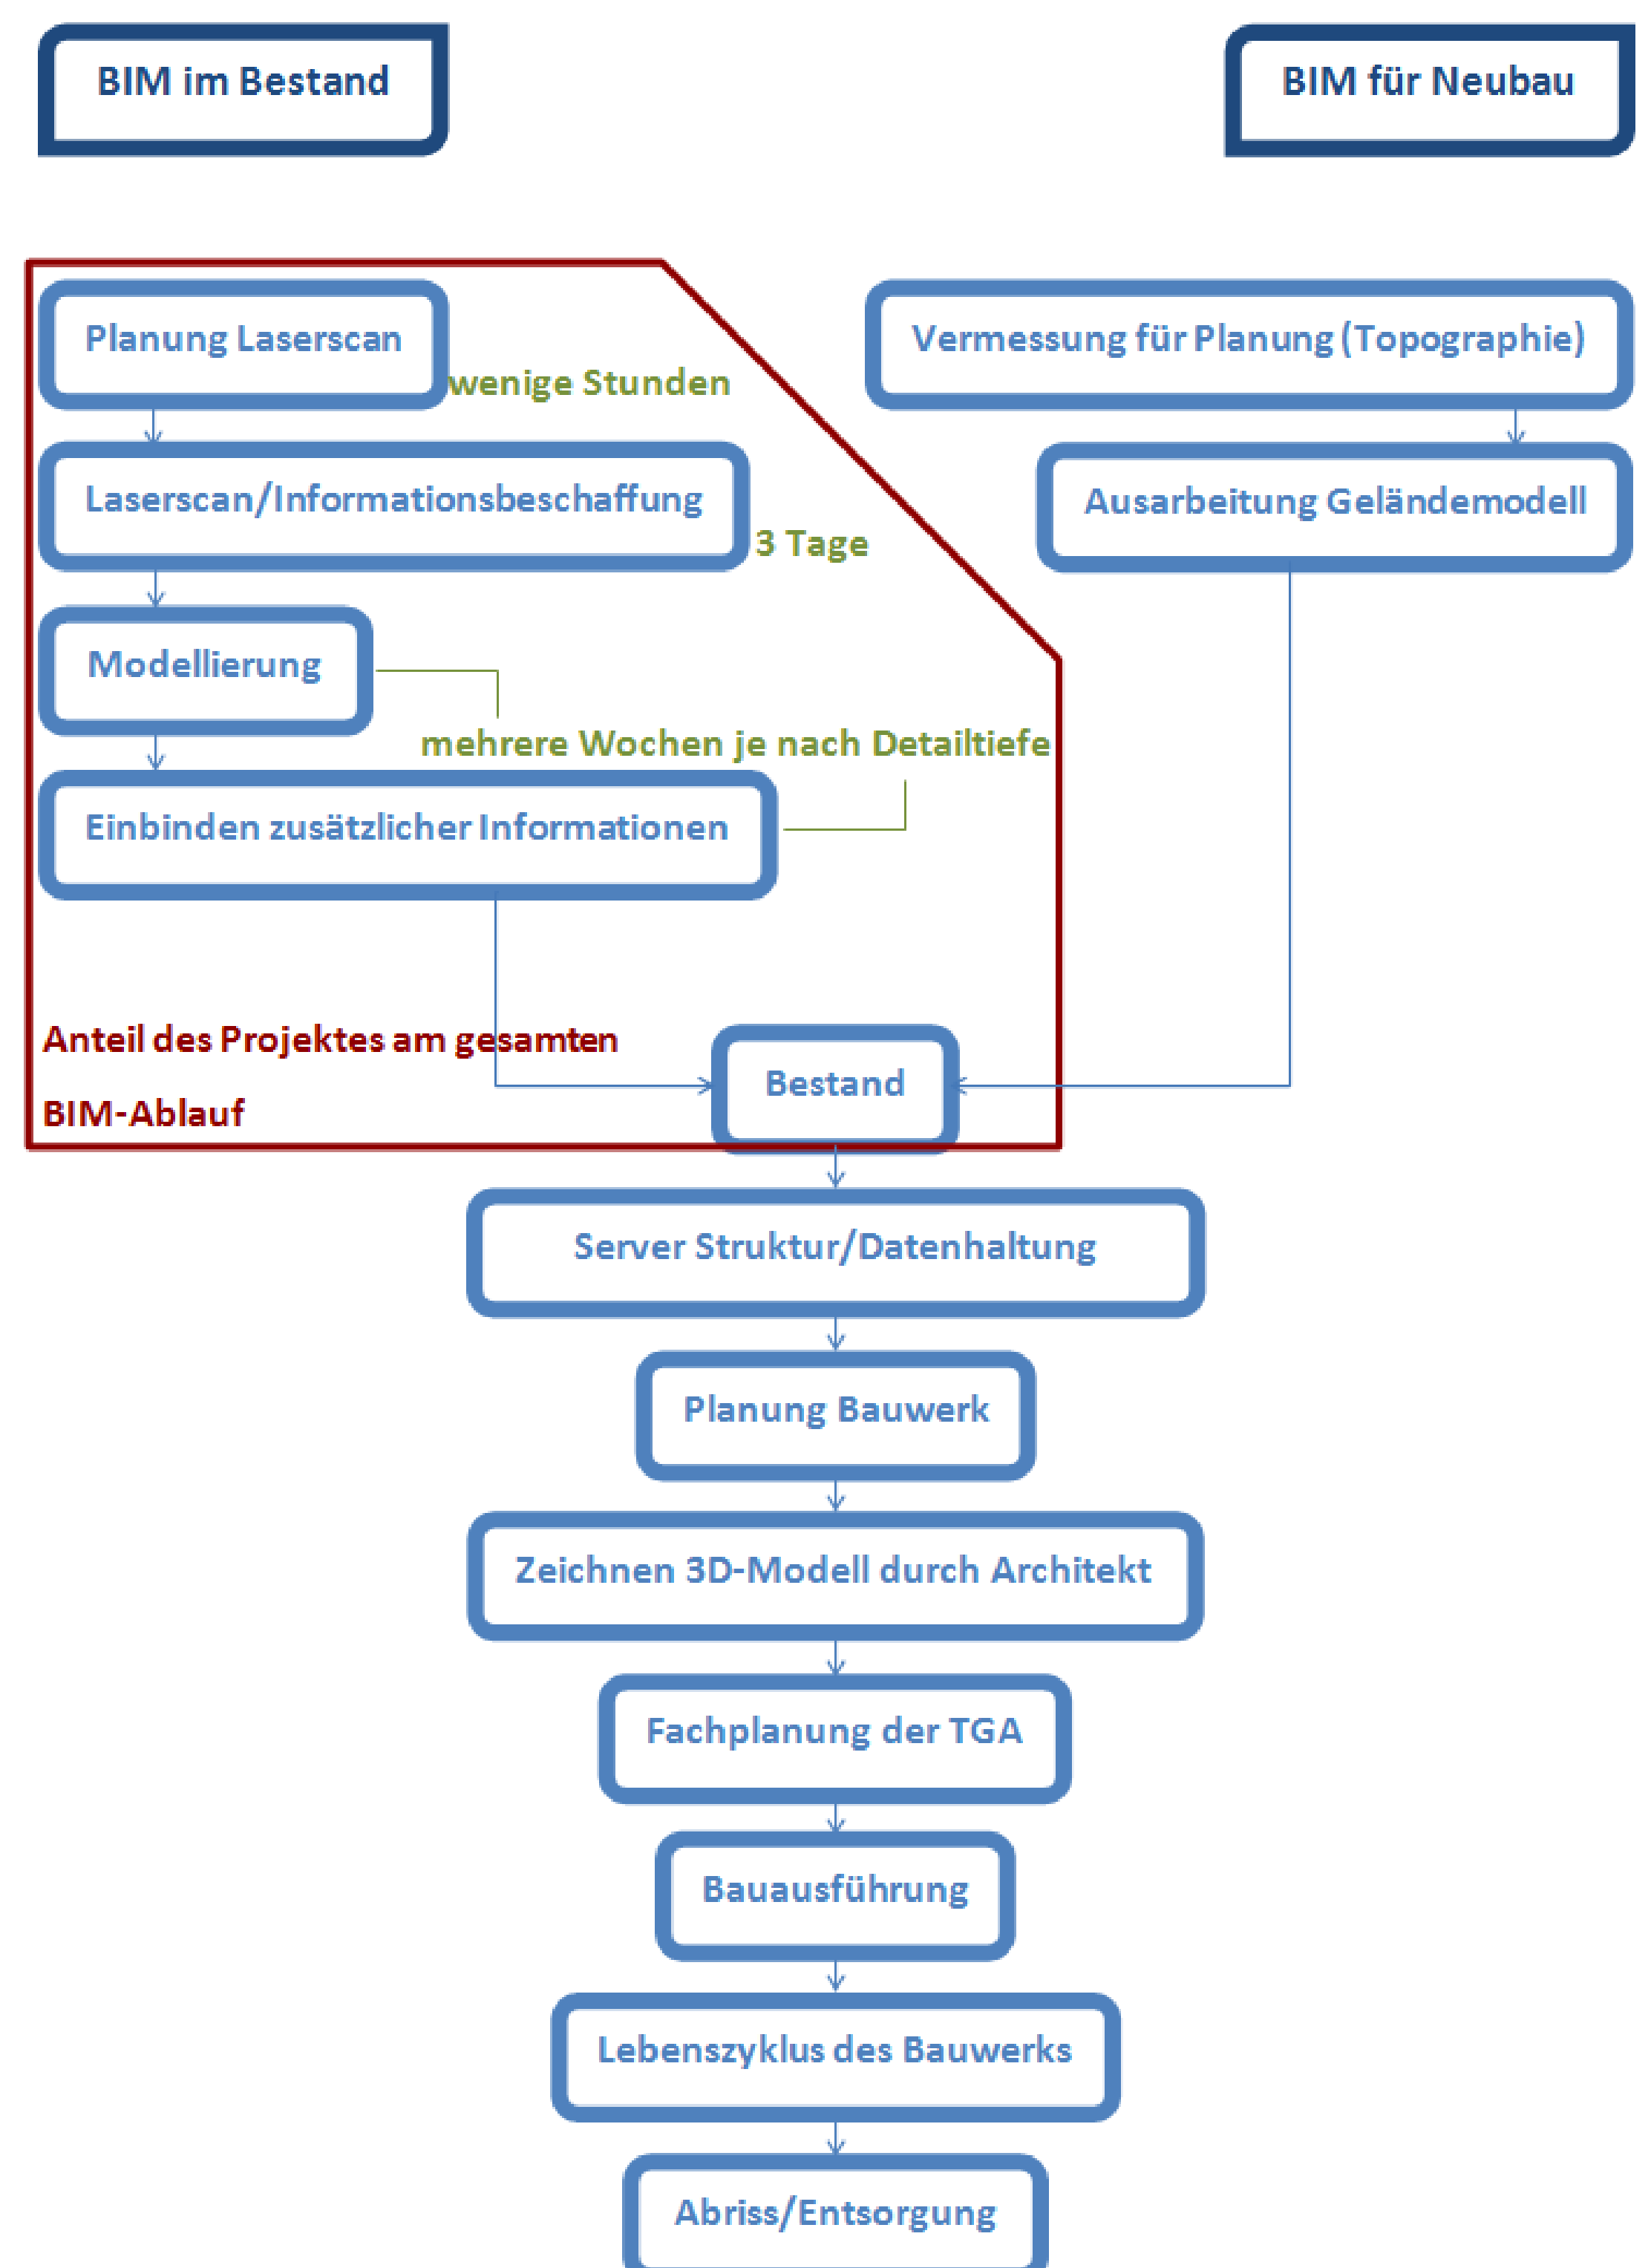 BIM im Bestand
BIM für Neubau
Planung Laserscan
wenige Stunden
Vermessung für Planung (Topographie)
Laserscan/Informationsbeschaffung
3 Tage
Ausarbeitung Geländemodell
Modellierung
mehrere Wochen je nach Detailtiefe
Einbinden zusätzlicher Informationen
Anteil des Projektes am gesamten
BIM-Ablauf
Bestand
Server Struktur/Datenhaltung
Planung Bauwerk
Zeichnen 3D-Modell durch Architekt
Fachplanung der TGA
Bauausführung
Lebenszyklus des Bauwerks
Abriss/Entsorgung